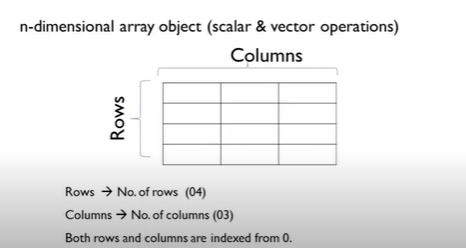 n-dimensional array object (scalar & vector operations)
Columns
Rows
Rows → No. of rows (04)
Columns → No. of columns (03)
Both rows and columns are indexed from 0.